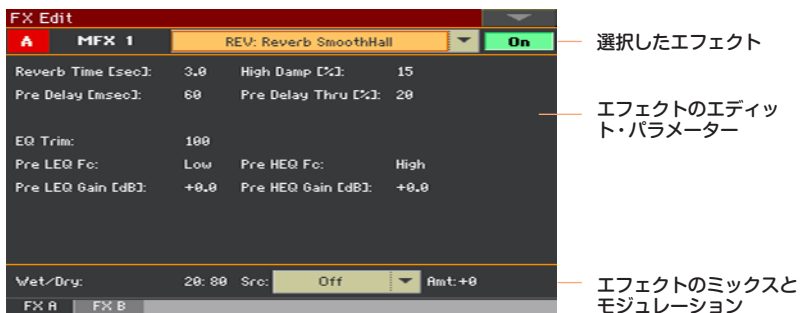 FX Edit
A MFX 1 REV: Reverb SmoothHall On
選択したエフェクト
Reverb Time [sec]: 3.0 High Damp [%]: 15
Pre Delay [msec]: 60 Pre Delay Thru [%]: 20
エフェクトのエディッ
ト・パラメーター
EQ Trim: 100
Pre LEQ Fc: Low Pre HEQ Fc: High
Pre LEQ Gain [dB]: +0.0 Pre HEQ Gain [dB]: +0.0
Wet/Dry: 20:80 Src: Off Amt:+0
エフェクトのミックスと
モジュレーション
FX A FX B